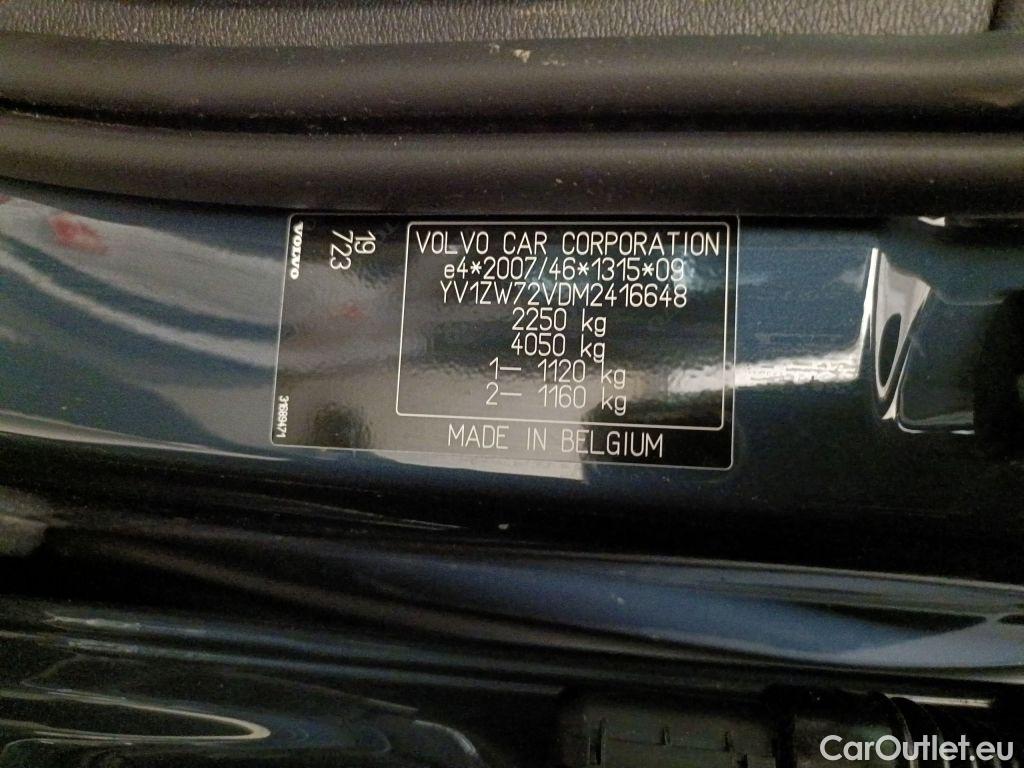 VOLVO
19
723
31689471
VOLVO CAR CORPORATION
e4*2007/46*1315*09
YV1ZW72VDM2416648
2250 kg
4050 kg
1– 1120 kg
2– 1160 kg
MADE IN BELGIUM
CarOutlet.eu